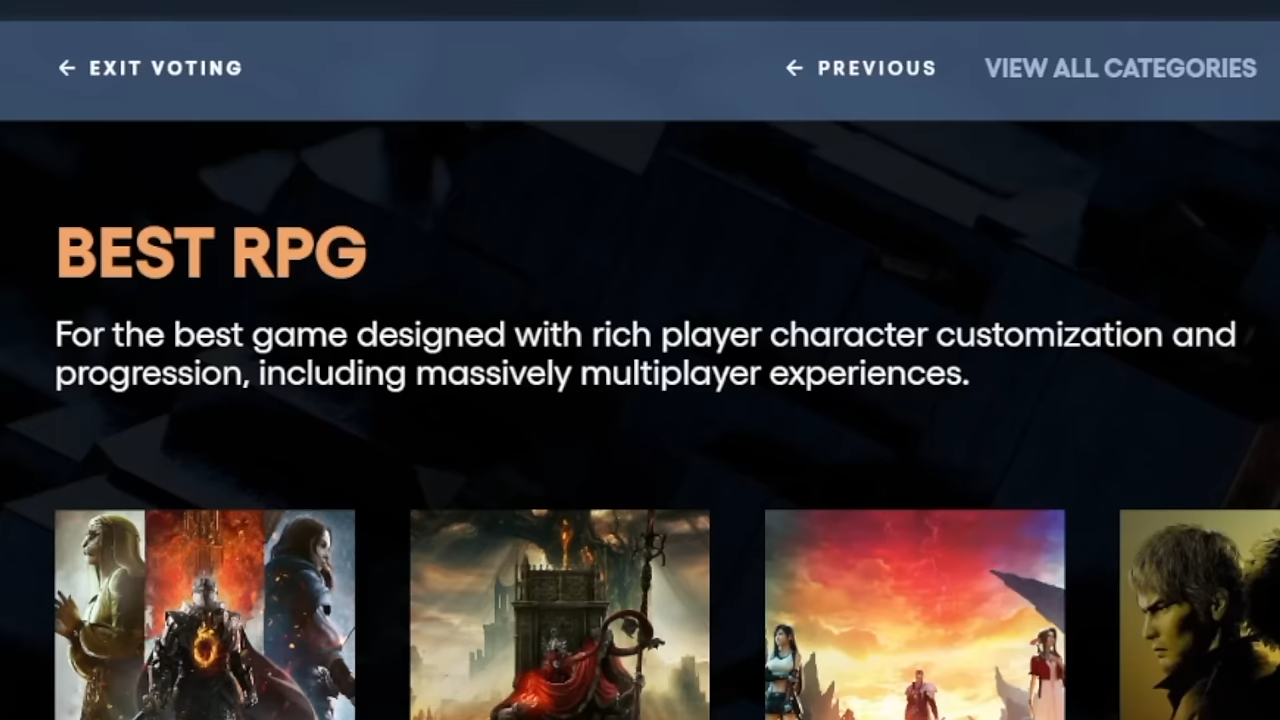 ← EXIT VOTING
← PREVIOUS
VIEW ALL CATEGORIES
BEST RPG
For the best game designed with rich player character customization and
progression, including massively multiplayer experiences.